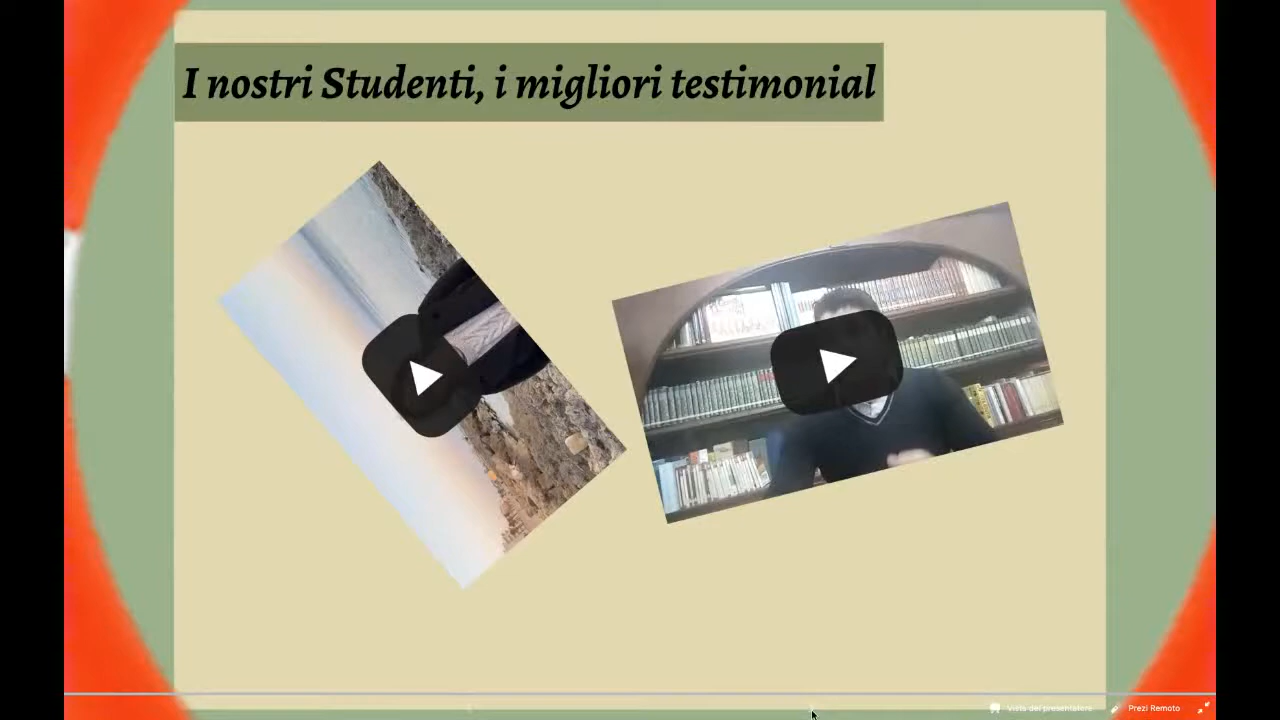 I nostri Studenti, i migliori testimonial
Vista del presentatore
Prezi Remoto